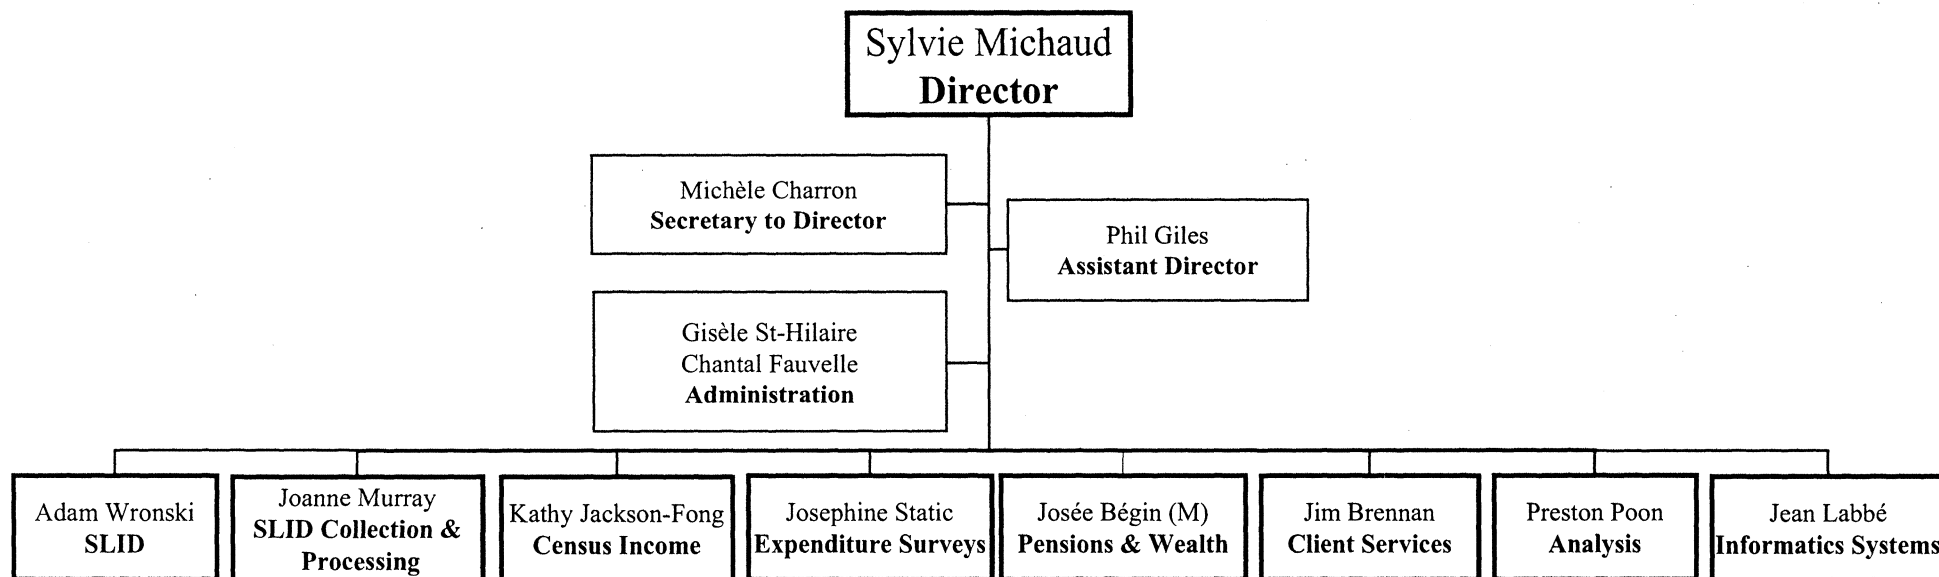 Sylvie Michaud
Director
Michèle Charron
Secretary to Director
Phil Giles
Assistant Director
Gisèle St-Hilaire
Chantal Fauvelle
Administration
Adam Wronski
SLID
Joanne Murray
SLID Collection &
Processing
Kathy Jackson-Fong
Census Income
Josephine Static
Expenditure Surveys
Josée Bégin (M)
Pensions & Wealth
Jim Brennan
Client Services
Preston Poon
Analysis
Jean Labbé
Informatics Systems